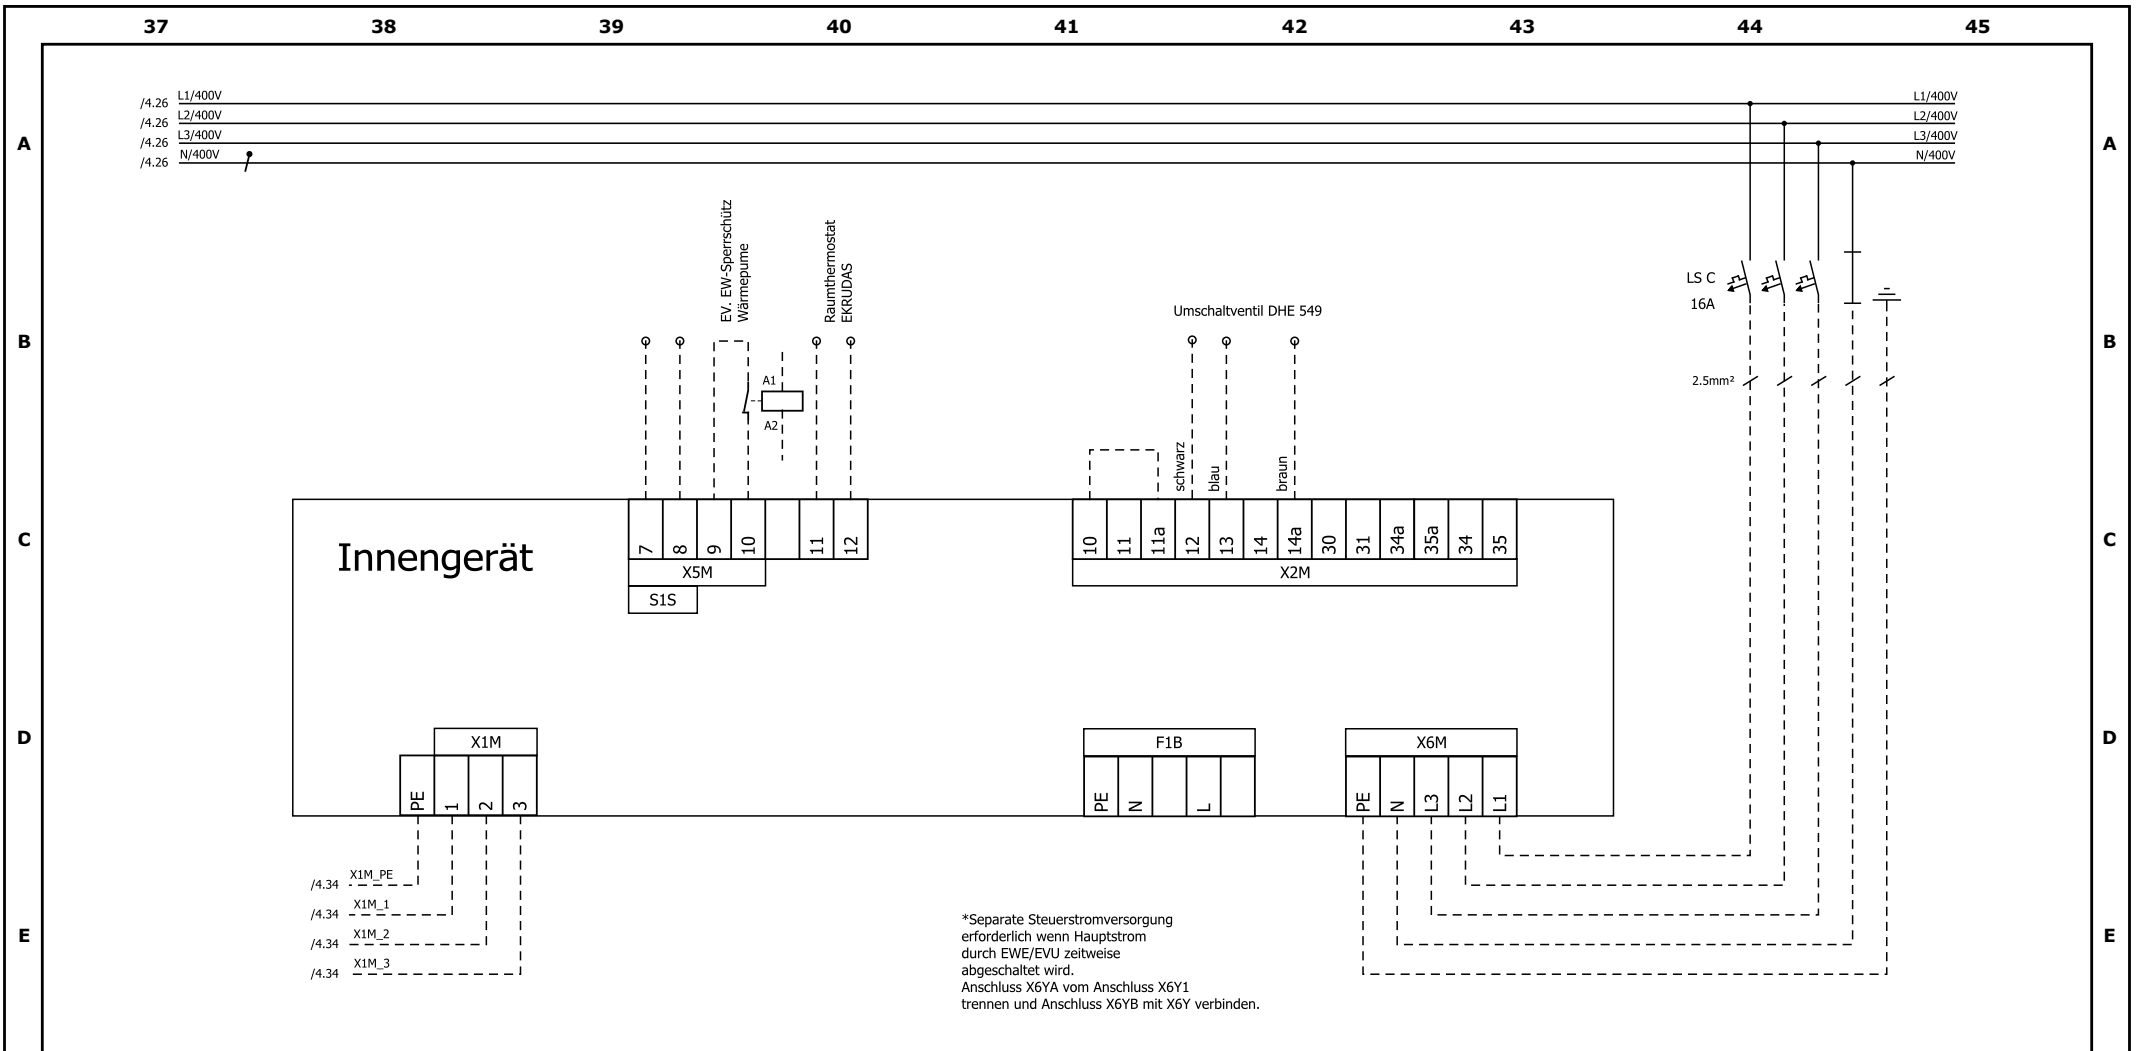 37 38 39 40 41 42 43 44 45
/4.26 L1/400V L1/400V
/4.26 L2/400V L2/400V
A /4.26 L3/400V L3/400V A
/4.26 N/400V N/400V
EV. EW-Sperrschütz
Wärmepume
Raumthermostat
EKRUDAS
LS C
16A
Umschaltventil DHE 549
B B
A1
A2
2.5mm²
schwarz
blau
braun
C C
Innengerät
7 8 9 10 11 12
X5M
S1S
10 11 11a 12 13 14 14a 30 31 34a 35a 34 35
X2M
D D
X1M
PE 1 2 3
F1B
PE N L
X6M
PE N L3 L2 L1
/4.34 X1M_PE
/4.34 X1M_1
/4.34 X1M_2
/4.34 X1M_3
E E
*Separate Steuerstromversorgung
erforderlich wenn Hauptstrom
durch EWE/EVU zeitweise
abgeschaltet wird.
Anschluss X6YA vom Anschluss X6Y1
trennen und Anschluss X6YB mit X6Y verbinden.